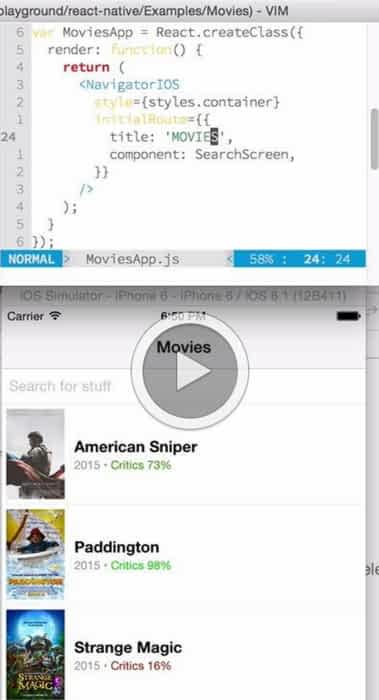 playground/react-native/Examples/Movies) - VIM
6 var MoviesApp = React.createClass({
5 render: function() {
4 return (
3 <NavigatorIOS
2 style={styles.container}
1 initialRoute={{
24 title: 'MOVIES',
1 component: SearchScreen,
2 }}
3 />
4 );
5 }
6 });
NORMAL > MoviesApp.js < 58% : 24: 24
iOS Simulator - iPhone 6 - iPhone 6 / iOS 8.1 (12B411)
Carrier 6:50 PM
Movies
Search for stuff
American Sniper
2015 • Critics 73%
Paddington
2015 • Critics 98%
PADDINGTON
ele
Strange Magic
2015 • Critics 16%
STRANGE
MAGIC